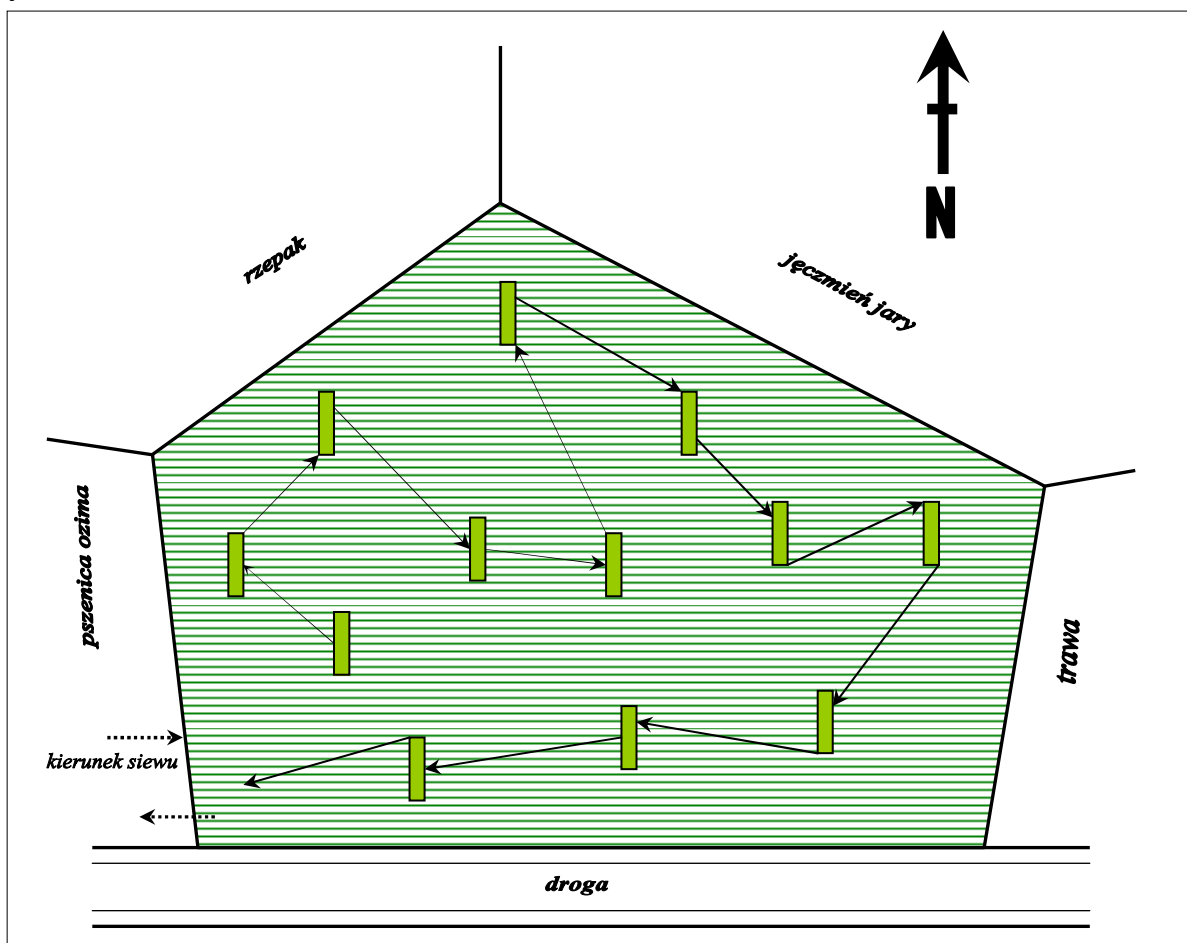 N
rzepak
jęczmień jary
pszenica ozima
trawa
kierunek siewu
droga